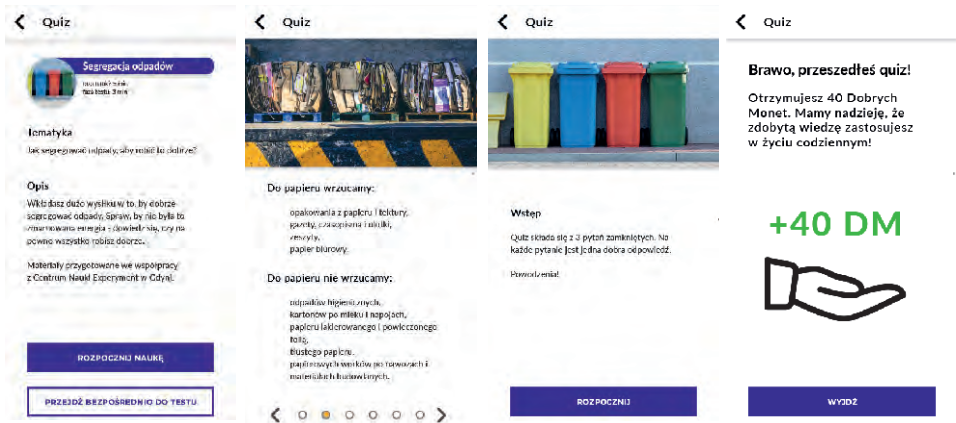 Quiz
Segregacja odpadów
faza testu: 3 min
Tematyka
Jak segregować odpady, aby robić to dobrze?
Opis
Wkładasz dużo wysiłku w to, by dobrze
segregować odpady. Spraw, by nie była to
zmarnowana energia - dowiedz się, czy na
pewno wszystko robisz dobrze.
Materiały przygotowane we współpracy
z Centrum Nauki Experyment w Gdyni.
ROZPOCZNIJ NAUKĘ
PRZEJDŹ BEZPOŚREDNIO DO TESTU
Quiz
Do papieru wrzucamy:
opakowania z papieru i tektury,
gazety, czasopisma i ulotki,
zeszyty,
papier biurowy.
Do papieru nie wrzucamy:
odpadów higienicznych,
kartonów po mleku i napojach,
papieru lakierowanego i powleczonego
folią,
tłustego papieru,
papierowych worków po nawozach i
materiałach budowlanych.
Quiz
Wstęp
Quiz składa się z 3 pytań zamkniętych. Na
każde pytanie jest jedna dobra odpowiedź.
Powodzenia!
ROZPOCZNIJ
Quiz
Brawo, przeszedłeś quiz!
Otrzymujesz 40 Dobrych
Monet. Mamy nadzieję, że
zdobytą wiedzę zastosujesz
w życiu codziennym!
+40 DM
WYJDŹ